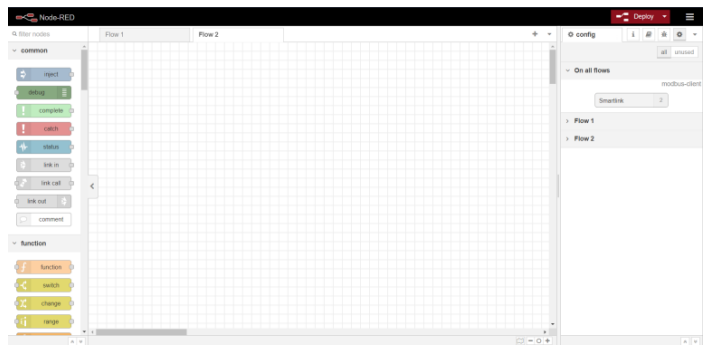 Node-RED
Deploy
filter nodes
Flow 1
Flow 2
config
i
all
unused
common
On all flows
modbus-client
inject
Smartlink
2
debug
complete
Flow 1
catch
Flow 2
status
link in
link call
link out
comment
function
function
switch
change
range